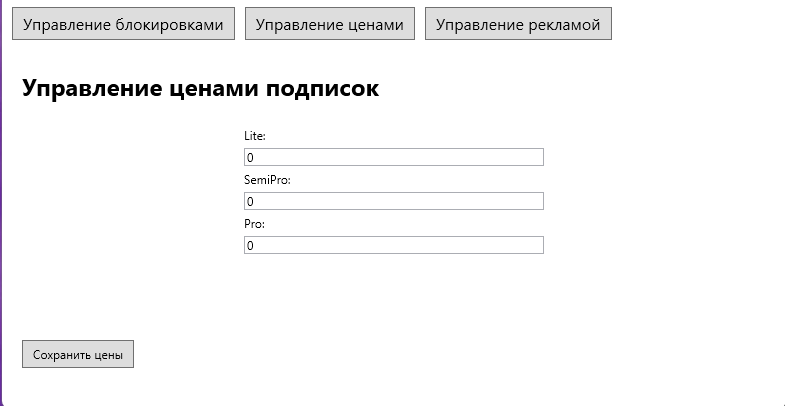 Управление блокировками Управление ценами Управление рекламой
Управление ценами подписок
Lite:
0
SemiPro:
0
Pro:
0
Сохранить цены